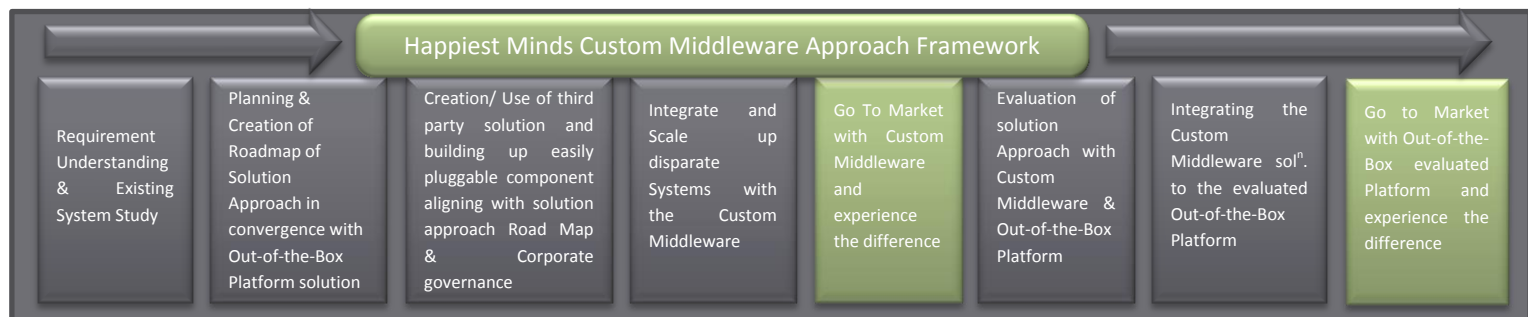 Happiest Minds Custom Middleware Approach Framework
Requirement
Understanding
& Existing
System Study
Planning &
Creation of
Roadmap of
Solution
Approach in
convergence with
Out-of-the-Box
Platform solution
Creation/ Use of third
party solution and
building up easily
pluggable component
aligning with solution
approach Road Map
& Corporate
governance
Integrate and
Scale up
disparate
Systems with
the Custom
Middleware
Go To Market
with Custom
Middleware
and
experience
the difference
Evaluation of
solution
Approach with
Custom
Middleware &
Out-of-the-Box
Platform
Integrating the
Custom
Middleware solⁿ.
to the evaluated
Out-of-the-Box
Platform
Go to Market
with Out-of-the-
Box evaluated
Platform and
experience the
difference